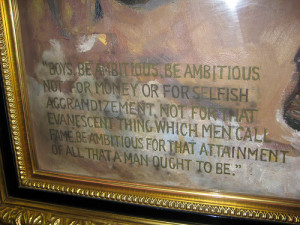 "BOYS, BE AMBITIOUS. BE AMBITIOUS
NOT FOR MONEY OR FOR SELFISH
AGGRANDIZEMENT, NOT FOR THAT
EVANESCENT THING WHICH MEN CALL
FAME. BE AMBITIOUS FOR THAT ATTAINMENT
OF ALL THAT A MAN OUGHT TO BE."